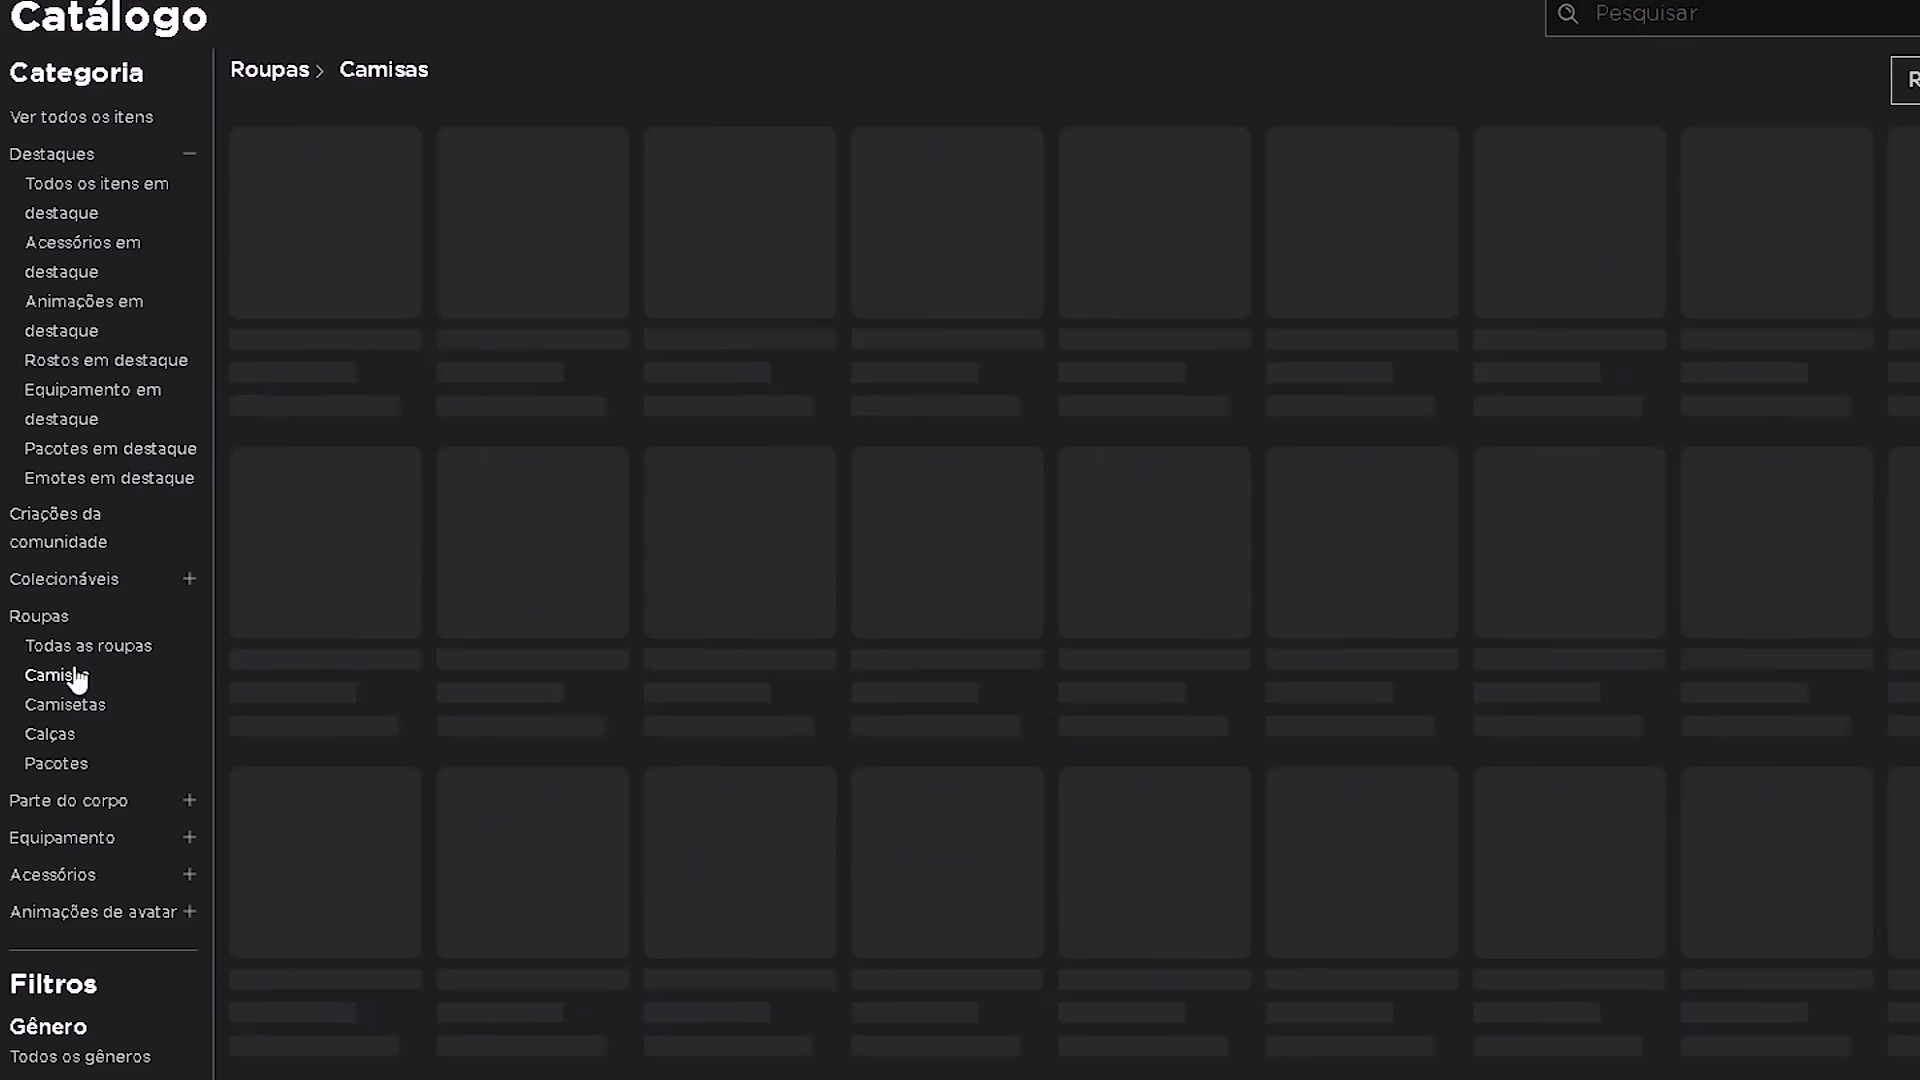 Catálogo
Pesquisar
Categoria
Roupas > Camisas
R
Ver todos os itens
Destaques
Todos os itens em
destaque
Acessórios em
destaque
Animações em
destaque
Rostos em destaque
Equipamento em
destaque
Pacotes em destaque
Emotes em destaque
Criações da
comunidade
Colecionáveis
Roupas
Todas as roupas
Camisas
Camisetas
Calças
Pacotes
Parte do corpo
Equipamento
Acessórios
Animações de avatar
Filtros
Gênero
Todos os gêneros